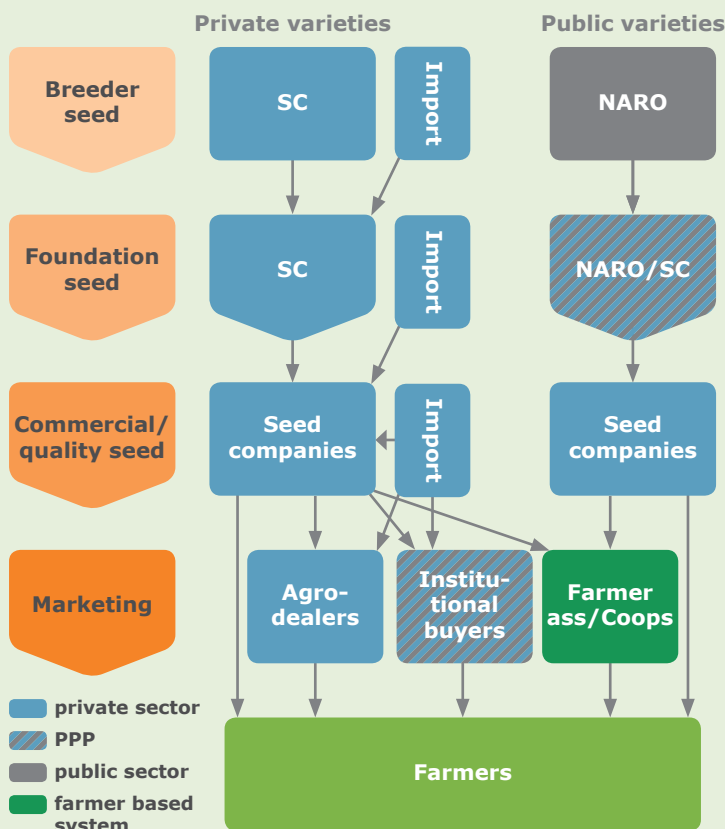 Private varieties
Public varieties
Breeder
seed
SC
Import
NARO
Foundation
seed
SC
Import
NARO/SC
Commercial/
quality seed
Seed
companies
Import
Seed
companies
Marketing
Agro-
dealers
Institu-
tional
buyers
Farmer
ass/Coops
private sector
PPP
public sector
farmer based
system
Farmers